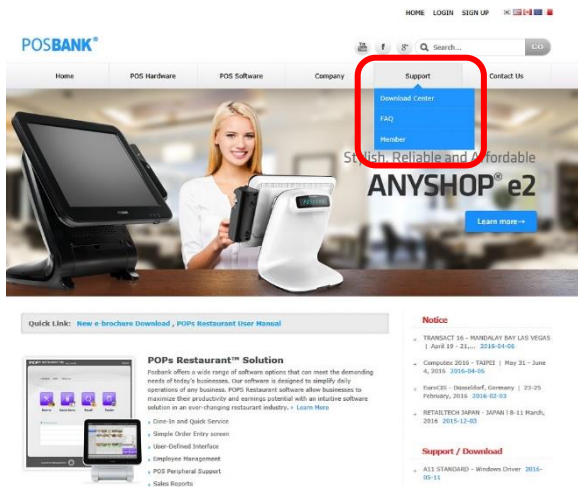 HOME LOGIN SIGN UP
POSBANK®
You Tube f g+ Search... GO
Home POS Hardware POS Software Company Support Contact Us
Download Center
FAQ
Member
Stylish, Reliable and Affordable
ANYSHOP® e2
Learn more→
Quick Link: New e-brochure Download , POPs Restaurant User Manual
POPs Restaurant™ Solution
Posbank offers a wide range of software options that can meet the demanding
needs of today's businesses. Our software is designed to simplify daily
operations of any business. POPS Restaurant software allow businesses to
maximize their productivity and earnings potential with an intuitive software
solution in an ever-changing restaurant industry. » Learn More
Dine-In and Quick Service
Simple Order Entry screen
User-Defined Interface
Employee Management
POS Peripheral Support
Sales Reports
Notice
TRANSACT 16 - MANDALAY BAY LAS VEGAS
| April 19 - 21,... 2016-04-06
Computex 2016 - TAIPEI | May 31 - June
4, 2016 2016-04-06
EuroCIS - Dusseldorf, Germany | 23-25
February, 2016 2016-02-03
RETAILTECH JAPAN - JAPAN | 8-11 March,
2016 2015-12-03
Support / Download
A11 STANDARD - Windows Driver 2016-
05-11